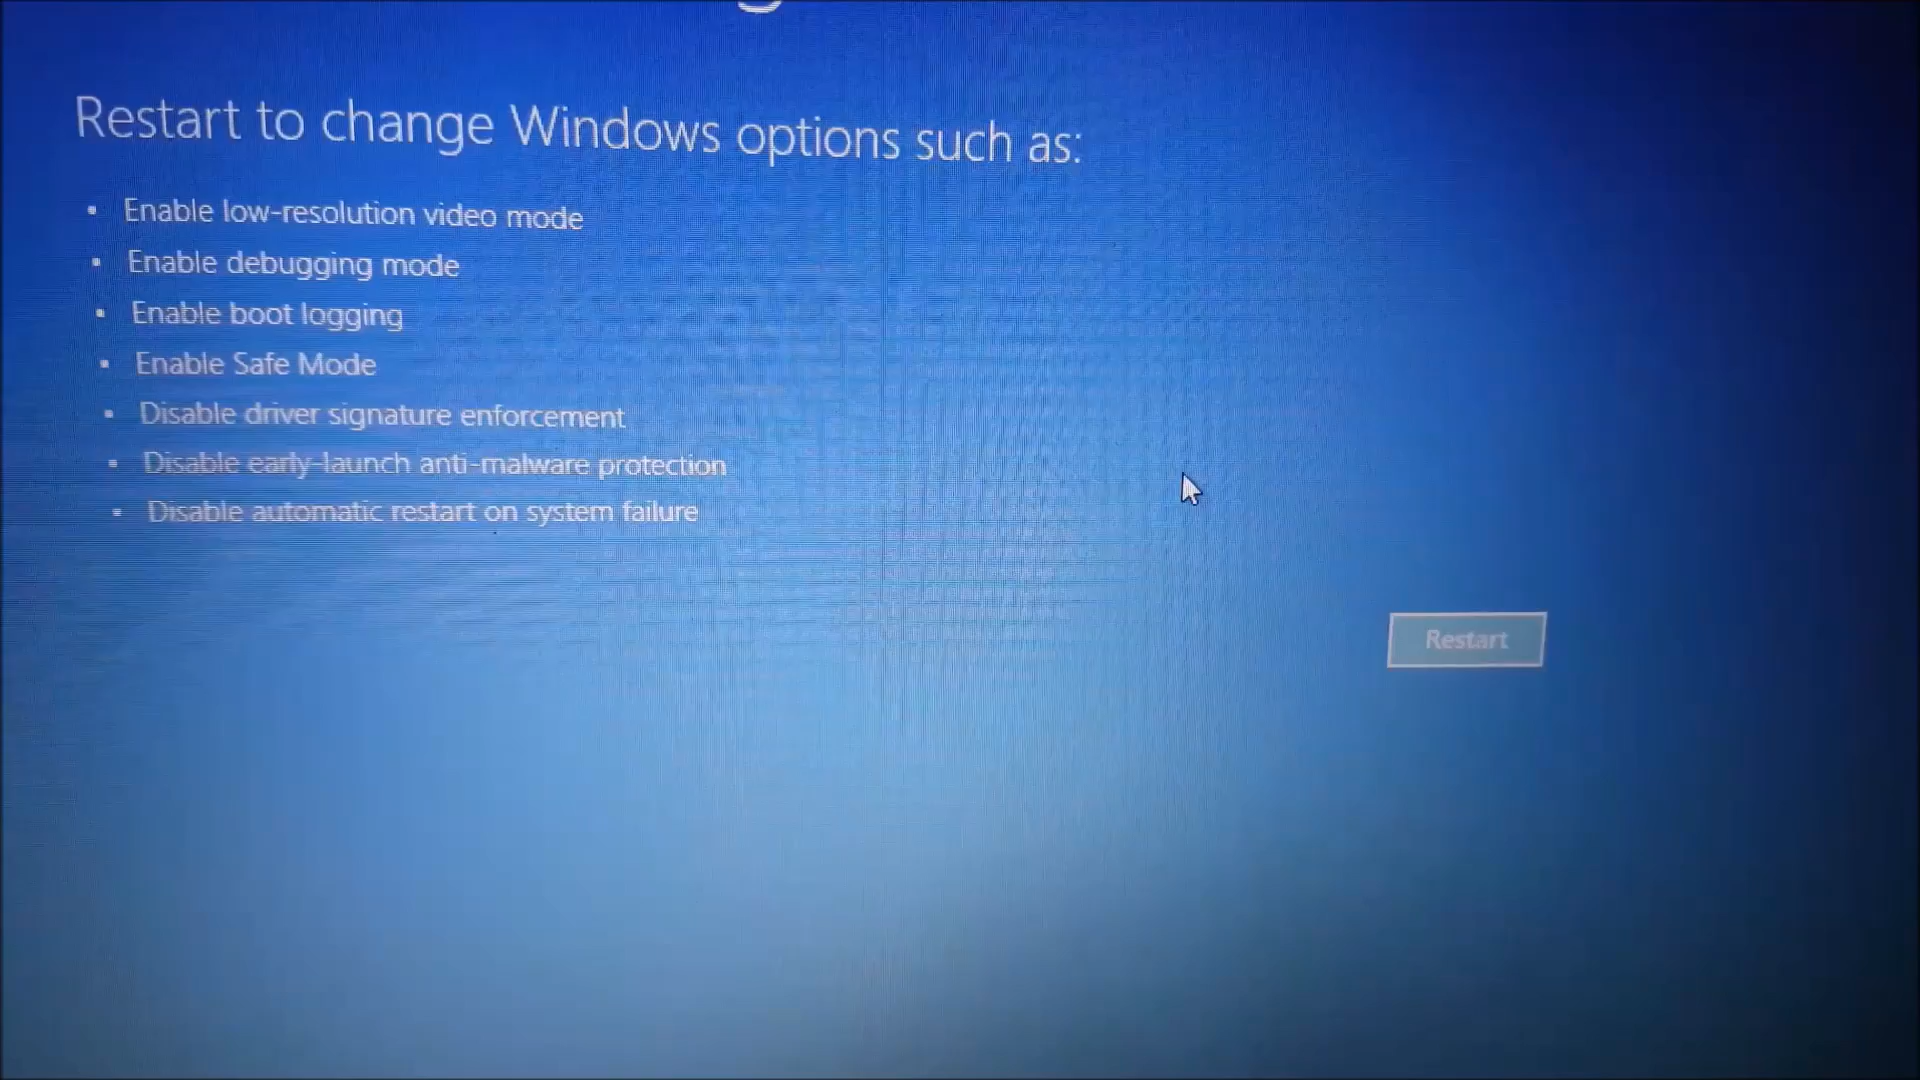 Restart to change Windows options such as:
Enable low-resolution video mode
Enable debugging mode
Enable boot logging
Enable Safe Mode
Disable driver signature enforcement
Disable early-launch anti-malware protection
Disable automatic restart on system failure
Restart